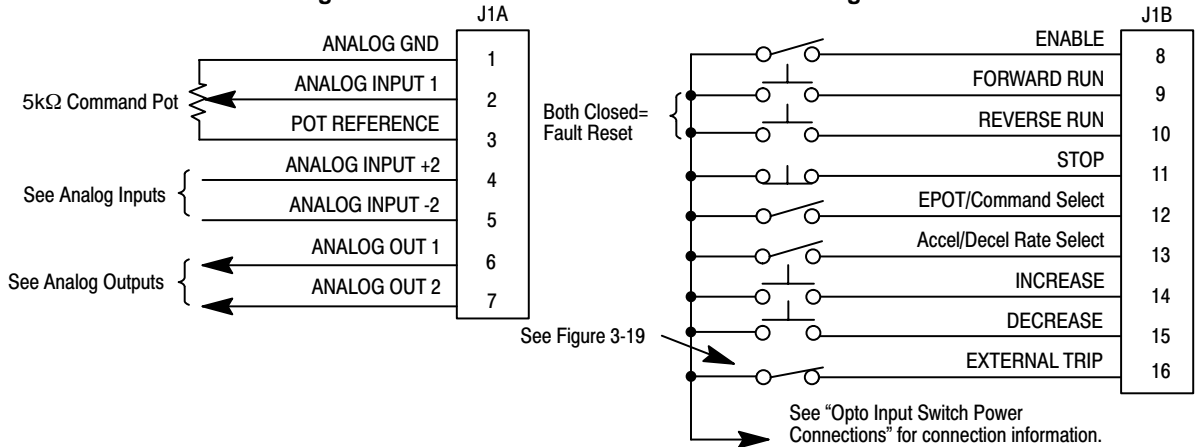 J1A
ANALOG GND
1
ANALOG INPUT 1
2
5kΩ Command Pot
POT REFERENCE
3
ANALOG INPUT +2
4
See Analog Inputs
ANALOG INPUT -2
5
ANALOG OUT 1
6
See Analog Outputs
ANALOG OUT 2
7
J1B
ENABLE
8
FORWARD RUN
9
Both Closed=
Fault Reset
REVERSE RUN
10
STOP
11
EPOT/Command Select
12
Accel/Decel Rate Select
13
INCREASE
14
DECREASE
15
See Figure 3-19
EXTERNAL TRIP
16
See “Opto Input Switch Power
Connections” for connection information.